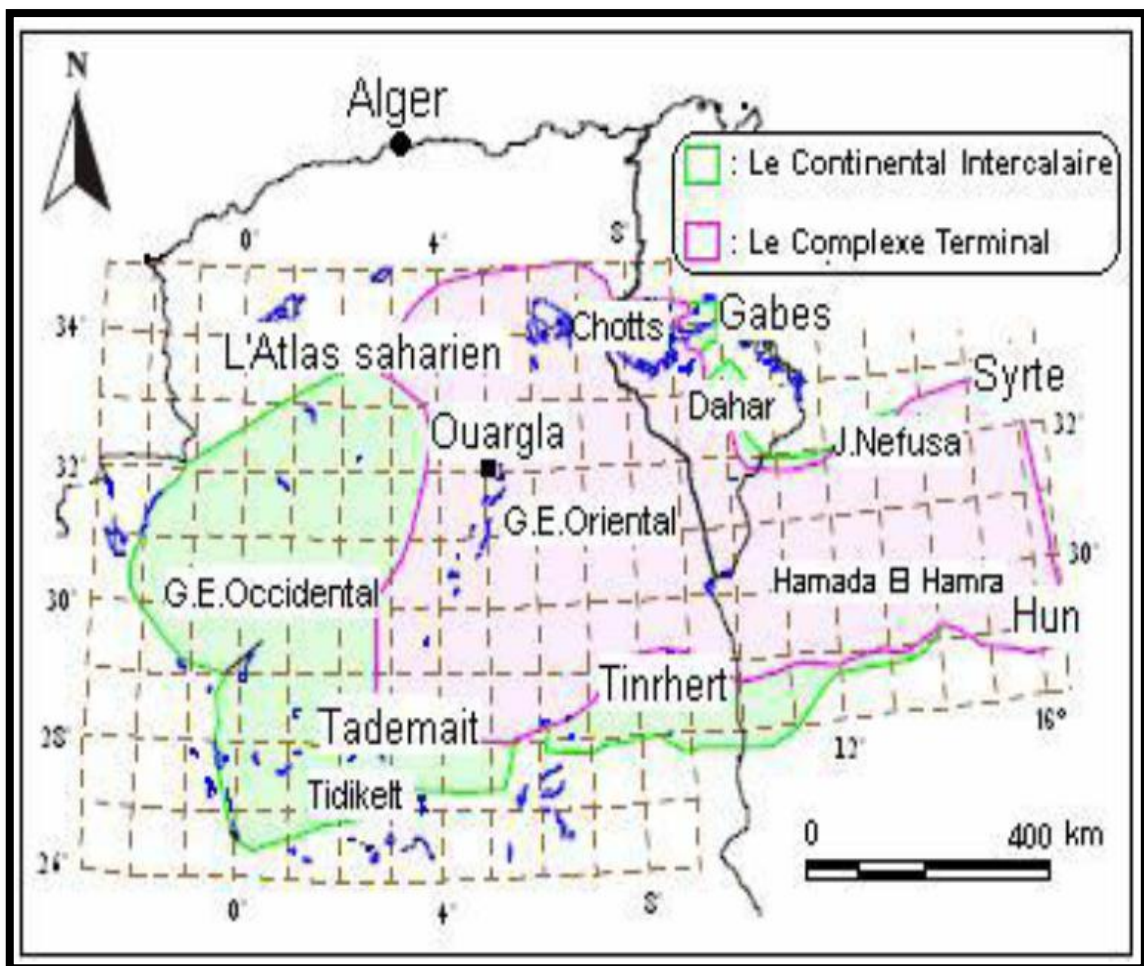 N
Alger
: Le Continental Intercalaire
: Le Complexe Terminal
0° 4° 8°
34°
Chotts
Gabes
L'Atlas saharien
Syrte
Dahar
Ouargla
32°
J.Nefusa
32°
G.E.Oriental
30°
G.E.Occidental
Hamada El Hamra
30°
Hun
Tinrhert
Tademait
16°
28°
12°
Tidikelt
0 400 km
26°
0° 4° 8°